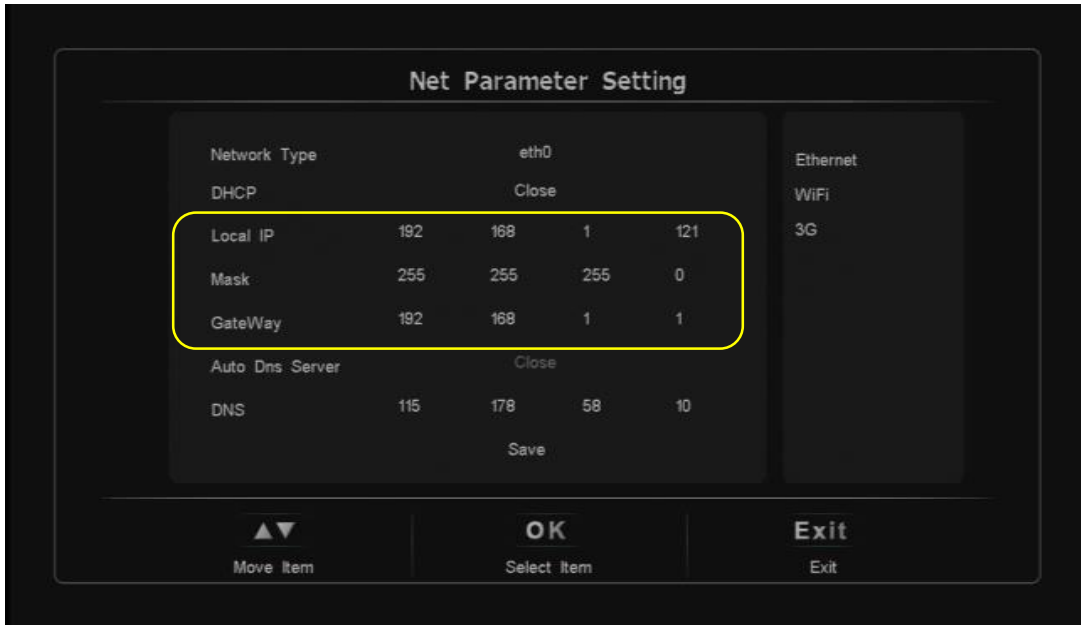 Net Parameter Setting
Network Type eth0
DHCP Close
Local IP 192 168 1 121
Mask 255 255 255 0
GateWay 192 168 1 1
Auto Dns Server Close
DNS 115 178 58 10
Save
Ethernet
WiFi
3G
▲▼ OK Exit
Move Item Select Item Exit